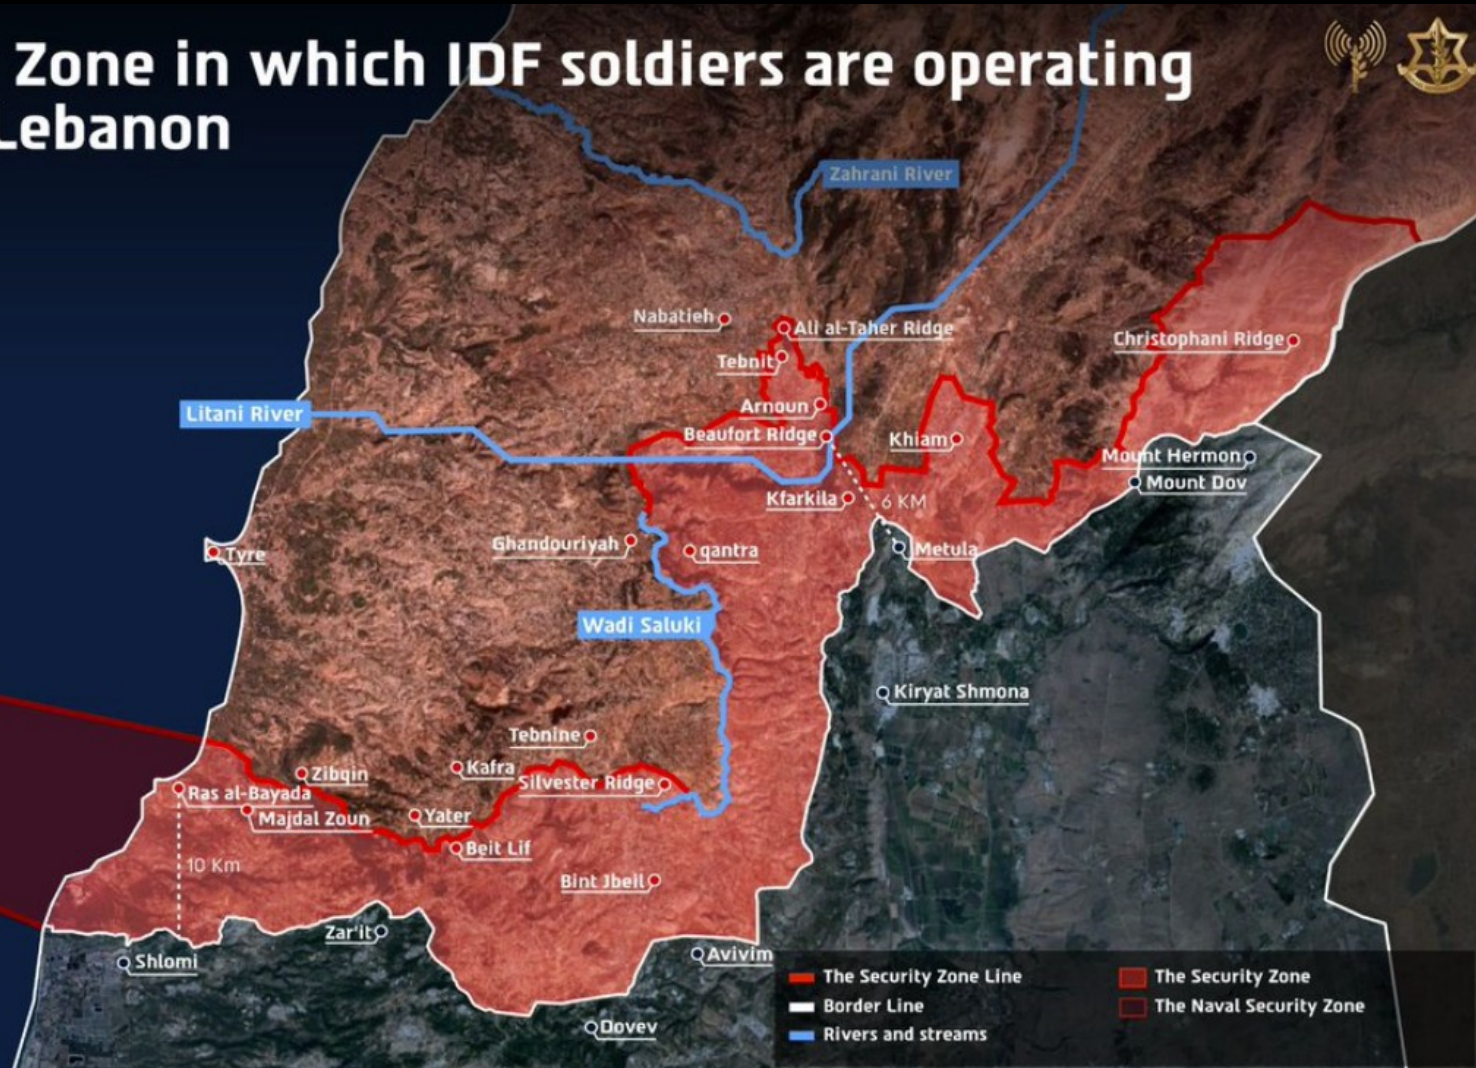 Zone in which IDF soldiers are operating
Lebanon
Zahrani River
Nabatieh
Ali al-Taher Ridge
Tebnit
Christophani Ridge
Litani River
Arnoun
Beaufort Ridge
Khiam
Mount Hermon
Mount Dov
Kfarkila
6 KM
Ghandouriyah
qantra
Metula
Tyre
Wadi Saluki
Kiryat Shmona
Tebnine
Kafra
Zibqin
Silvester Ridge
Ras al-Bayada
Majdal Zoun
Yater
Beit Lif
10 Km
Bint Jbeil
Zar'it
Shlomi
Avivim
Dovev
The Security Zone Line
The Security Zone
Border Line
The Naval Security Zone
Rivers and streams